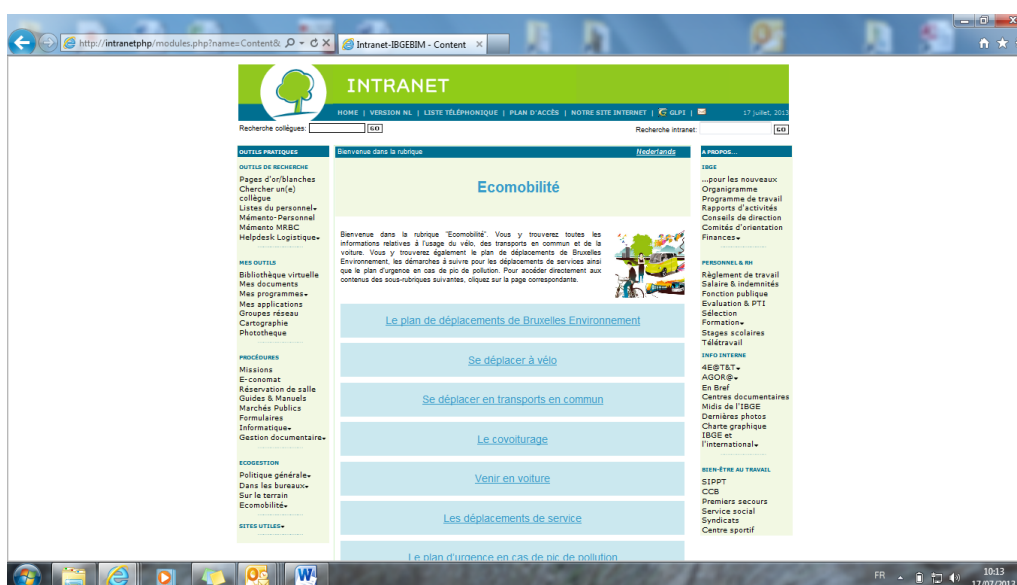 http://intranetphp/modules.php?name=Content&
Intranet-IBGEBIM - Content
INTRANET
HOME | VERSION NL | LISTE TÉLÉPHONIQUE | PLAN D'ACCÈS | NOTRE SITE INTERNET | GLPI |
17 juillet, 2013
Recherche collègues:
GO
Recherche intranet:
GO
OUTILS PRATIQUES
OUTILS DE RECHERCHE
Pages d'or/blanches
Chercher un(e)
collègue
Listes du personnel
Mémento-Personnel
Mémento MRBC
Helpdesk Logistique
MES OUTILS
Bibliothèque virtuelle
Mes documents
Mes programmes
Mes applications
Groupes réseau
Cartographie
Phototheque
PROCÉDURES
Missions
E-conomat
Réservation de salle
Guides & Manuels
Marchés Publics
Formulaires
Informatique
Gestion documentaire
ECOGESTION
Politique générale
Dans les bureaux
Sur le terrain
Ecomobilité
SITES UTILES
Bienvenue dans la rubrique
Nederlands
Ecomobilité
Bienvenue dans la rubrique "Ecomobilité". Vous y trouverez toutes les
informations relatives à l'usage du vélo, des transports en commun et de la
voiture. Vous y trouverez également le plan de déplacements de Bruxelles
Environnement, les démarches à suivre pour les déplacements de services ainsi
que le plan d'urgence en cas de pic de pollution. Pour accéder directement aux
contenus des sous-rubriques suivantes, cliquez sur la page correspondante.
Le plan de déplacements de Bruxelles Environnement
Se déplacer à vélo
Se déplacer en transports en commun
Le covoiturage
Venir en voiture
Les déplacements de service
Le plan d'urgence en cas de pic de pollution
A PROPOS...
IBGE
...pour les nouveaux
Organigramme
Programme de travail
Rapports d'activités
Conseils de direction
Comités d'orientation
Finances
PERSONNEL & RH
Règlement de travail
Salaire & indemnités
Fonction publique
Evaluation & PTI
Sélection
Formation
Stages scolaires
Télétravail
INFO INTERNE
4E@T&T
AGOR@
En Bref
Centres documentaires
Midis de l'IBGE
Dernières photos
Charte graphique
IBGE et
l'international
BIEN-ÊTRE AU TRAVAIL
SIPPT
CCB
Premiers secours
Service social
Syndicats
Centre sportif
FR
10:13
17/07/2013